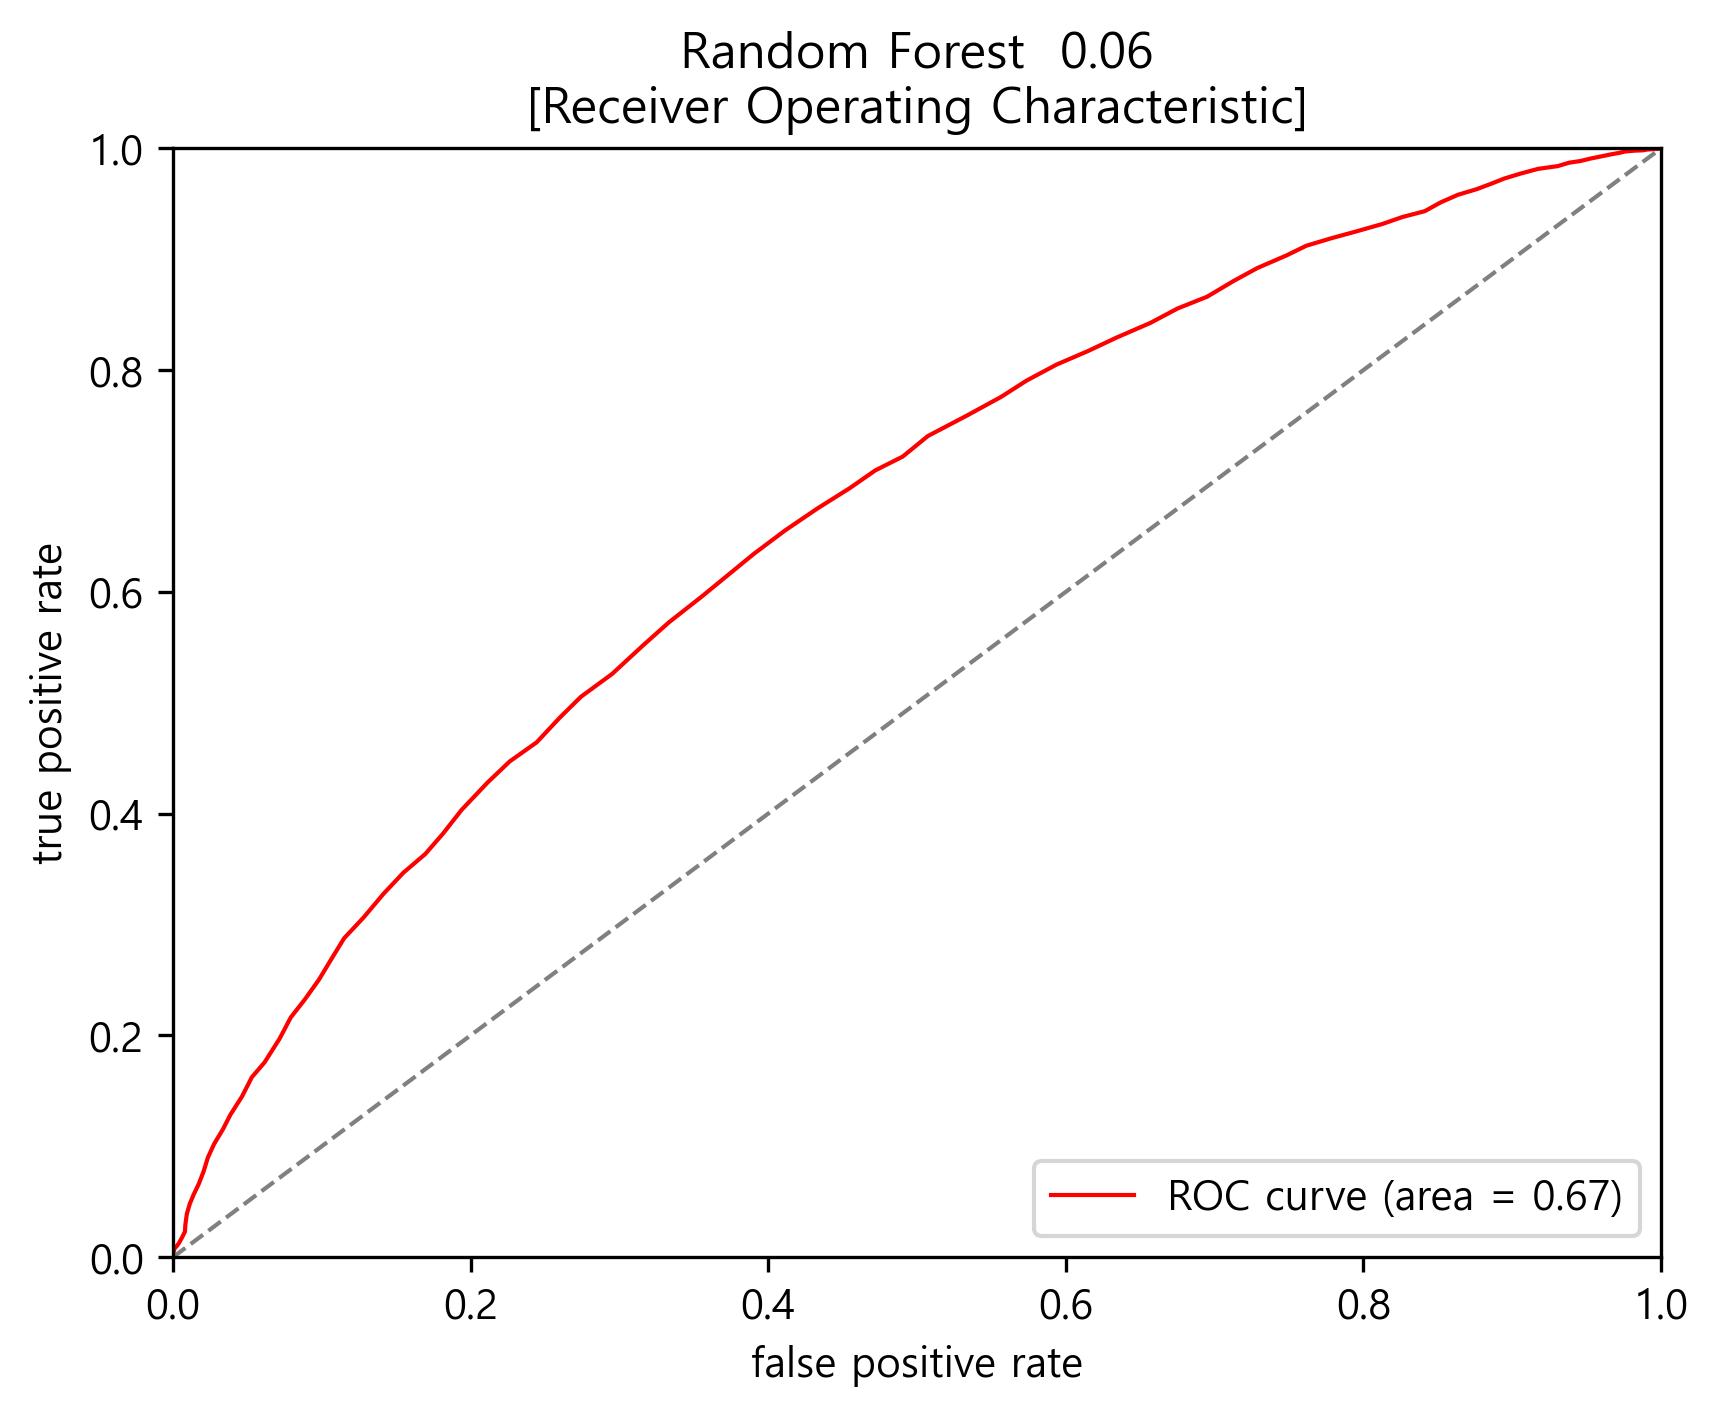 Random Forest 0.06
[Receiver Operating Characteristic]
1.0
0.8
0.6
0.4
0.2
0.0
true positive rate
ROC curve (area = 0.67)
0.0 0.2 0.4 0.6 0.8 1.0
false positive rate